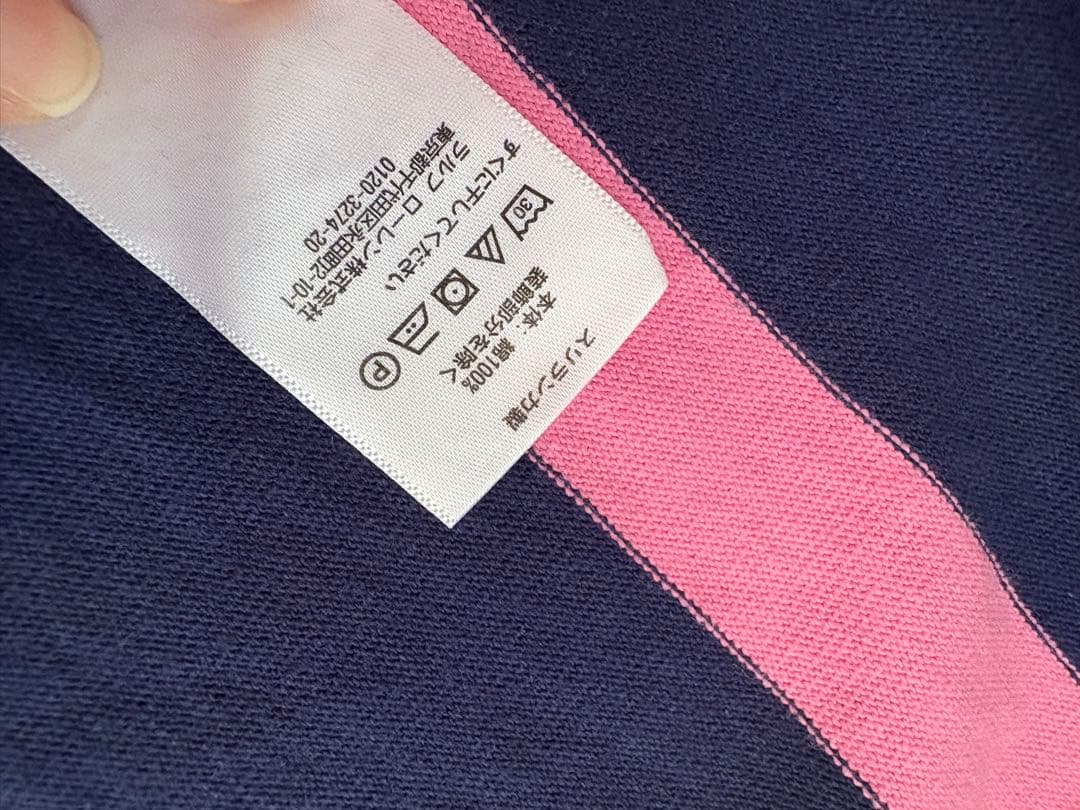 スリランカ製
本体: 綿100%
装飾部分を除く
30
P
すぐに干してください
ラルフ ローレン株式会社
東京都千代田区永田町2-10-1
0120-3274-20